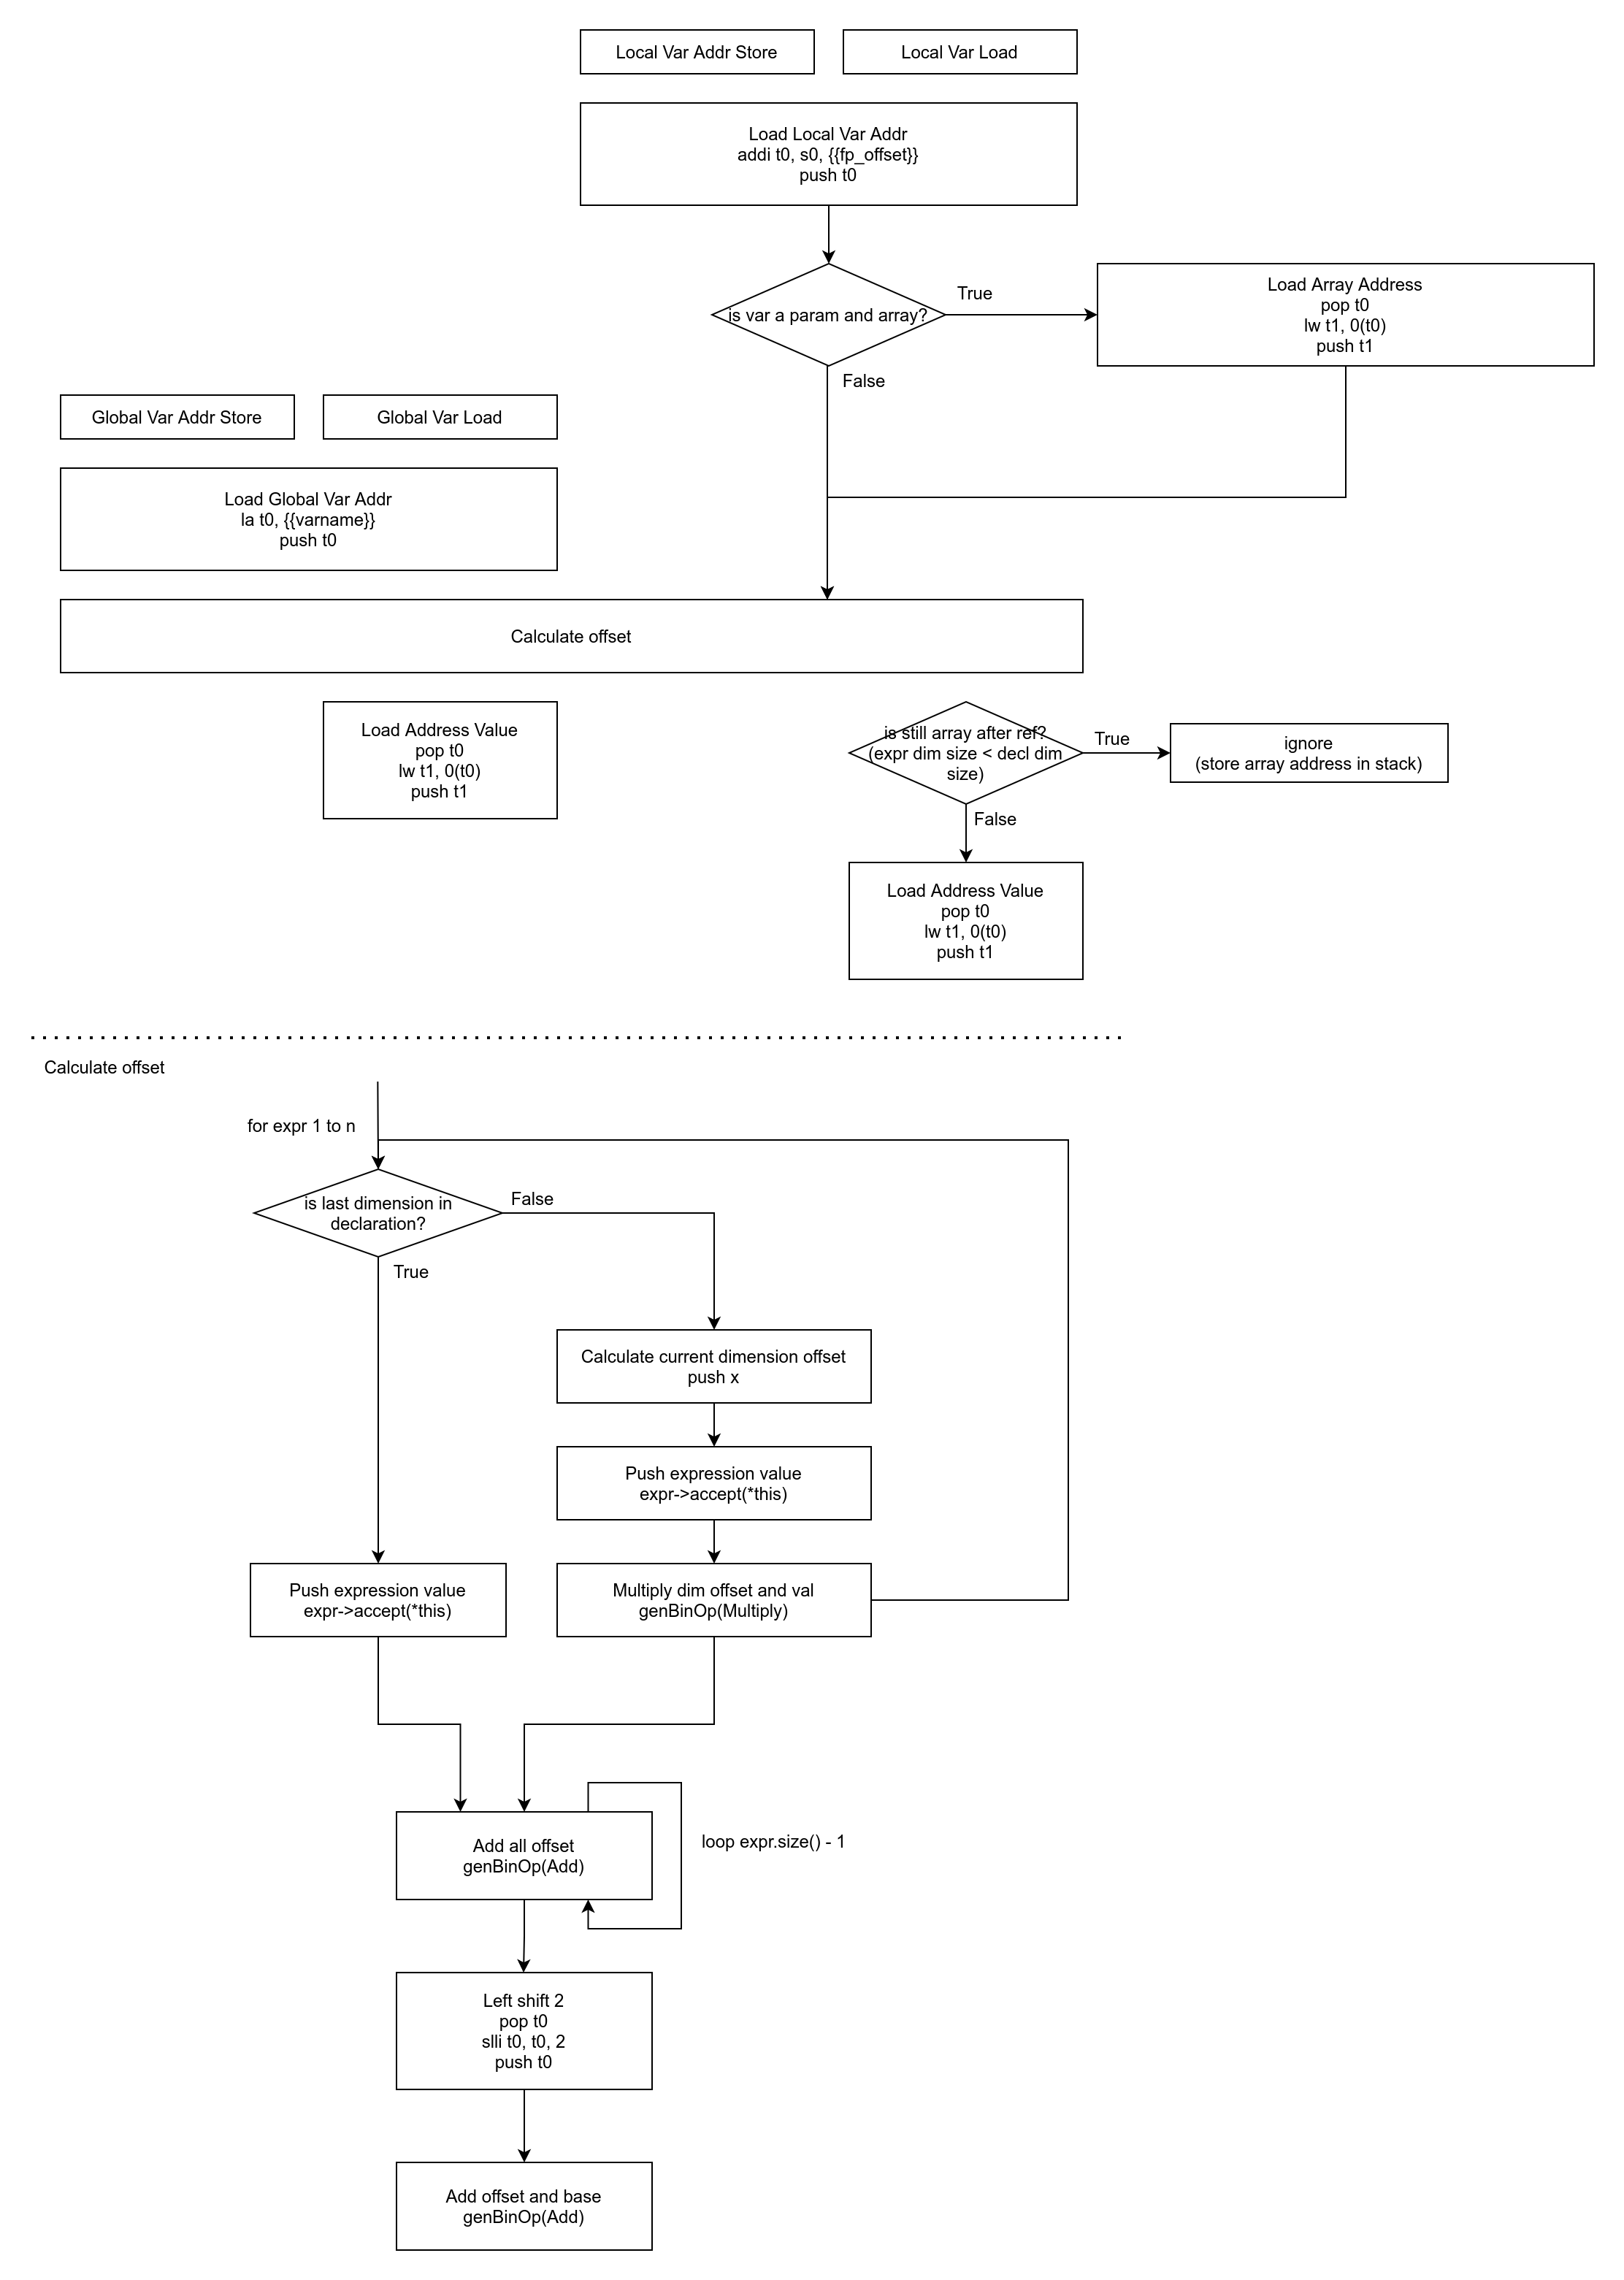 Local Var Addr Store
Local Var Load
Load Local Var Addr
addi t0, s0, {{fp_offset}}
push t0
is var a param and array?
True
Load Array Address
pop t0
lw t1, 0(t0)
push t1
False
Global Var Addr Store
Global Var Load
Load Global Var Addr
la t0, {{varname}}
push t0
Calculate offset
Load Address Value
pop t0
lw t1, 0(t0)
push t1
is still array after ref?
(expr dim size < decl dim
size)
True
ignore
(store array address in stack)
False
Load Address Value
pop t0
lw t1, 0(t0)
push t1
Calculate offset
for expr 1 to n
is last dimension in
declaration?
False
True
Calculate current dimension offset
push x
Push expression value
expr->accept(*this)
Push expression value
expr->accept(*this)
Multiply dim offset and val
genBinOp(Multiply)
Add all offset
genBinOp(Add)
loop expr.size() - 1
Left shift 2
pop t0
slli t0, t0, 2
push t0
Add offset and base
genBinOp(Add)